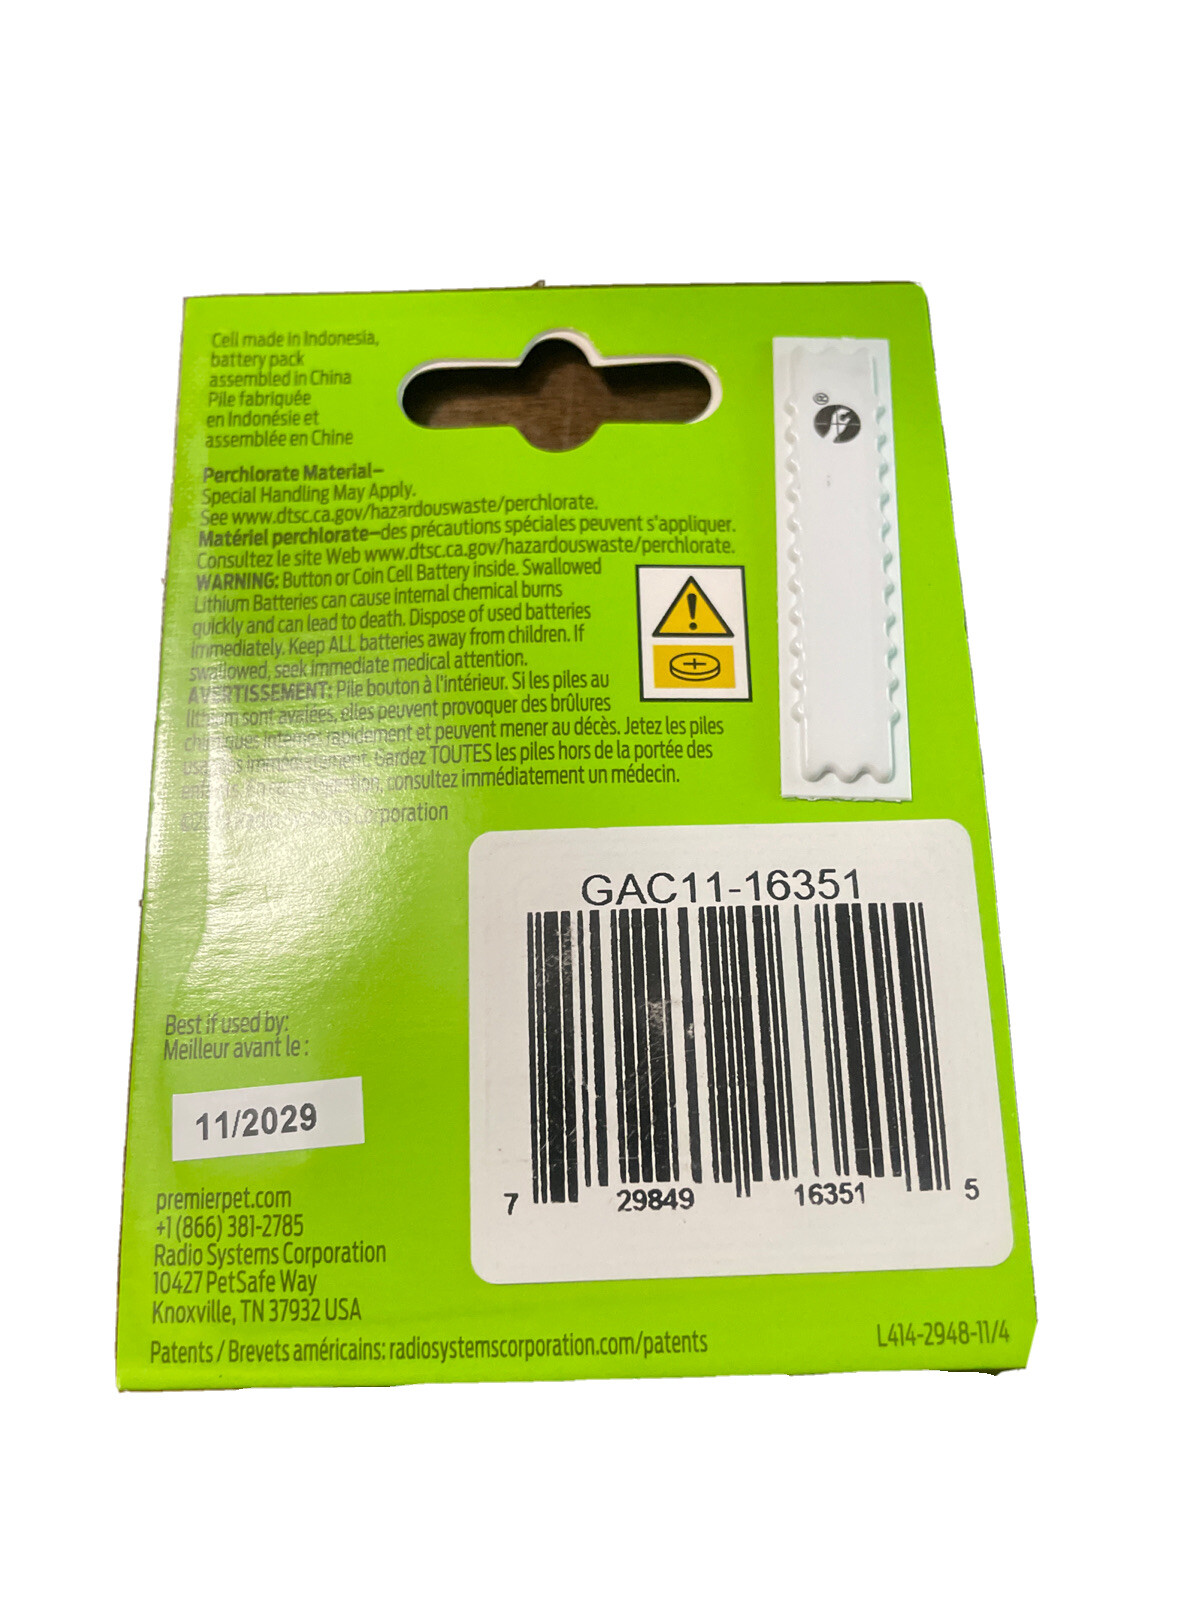 Cell made in Indonesia,
battery pack
assembled in China
Pile fabriquée
en Indonésie et
assemblée en Chine
®
Perchlorate Material–
Special Handling May Apply.
See www.dtsc.ca.gov/hazardouswaste/perchlorate.
Matériel perchlorate–des précautions spéciales peuvent s'appliquer.
Consultez le site Web www.dtsc.ca.gov/hazardouswaste/perchlorate.
WARNING: Button or Coin Cell Battery inside. Swallowed
Lithium Batteries can cause internal chemical burns
quickly and can lead to death. Dispose of used batteries
immediately. Keep ALL batteries away from children. If
swallowed, seek immediate medical attention.
AVERTISSEMENT: Pile bouton à l'intérieur. Si les piles au
lithium sont avalées, elles peuvent provoquer des brûlures
chimiques internes rapidement et peuvent mener au décès. Jetez les piles
usagées immédiatement. Gardez TOUTES les piles hors de la portée des
consultez immédiatement un médecin.
Systems Corporation
GAC11-16351
7 29849 16351 5
Best if used by:
Meilleur avant le :
11/2029
premierpet.com
+1 (866) 381-2785
Radio Systems Corporation
10427 PetSafe Way
Knoxville, TN 37932 USA
Patents / Brevets américains: radiosystemscorporation.com/patents
L414-2948-11/4